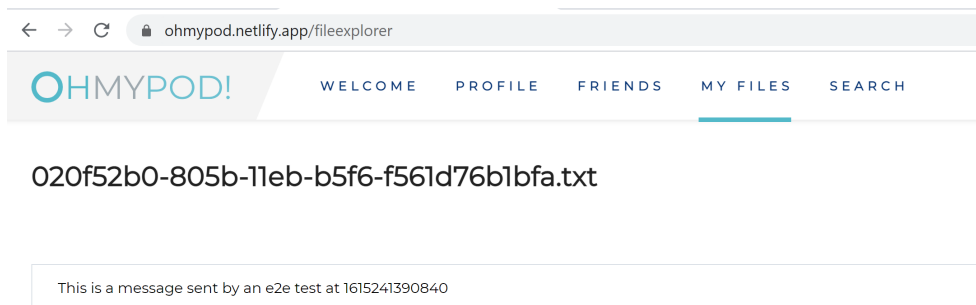 ohmypod.netlify.app/fileexplorer
OHMYPOD! WELCOME PROFILE FRIENDS MY FILES SEARCH
020f52b0-805b-11eb-b5f6-f561d76b1bfa.txt
This is a message sent by an e2e test at 1615241390840